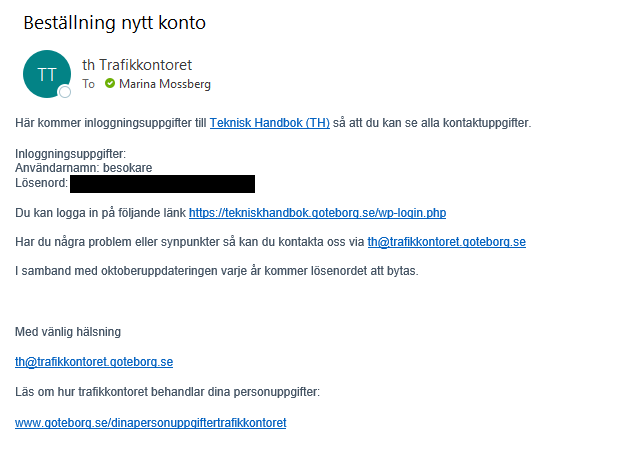 Beställning nytt konto
TT
th Trafikkontoret
To Marina Mossberg
Här kommer inloggningsuppgifter till Teknisk Handbok (TH) så att du kan se alla kontaktuppgifter.
Inloggningsuppgifter:
Användarnamn: besokare
Lösenord:
Du kan logga in på följande länk https://tekniskhandbok.goteborg.se/wp-login.php
Har du några problem eller synpunkter så kan du kontakta oss via th@trafikkontoret.goteborg.se
I samband med oktoberuppdateringen varje år kommer lösenordet att bytas.
Med vänlig hälsning
th@trafikkontoret.goteborg.se
Läs om hur trafikkontoret behandlar dina personuppgifter:
www.goteborg.se/dinapersonuppgiftertrafikkontoret